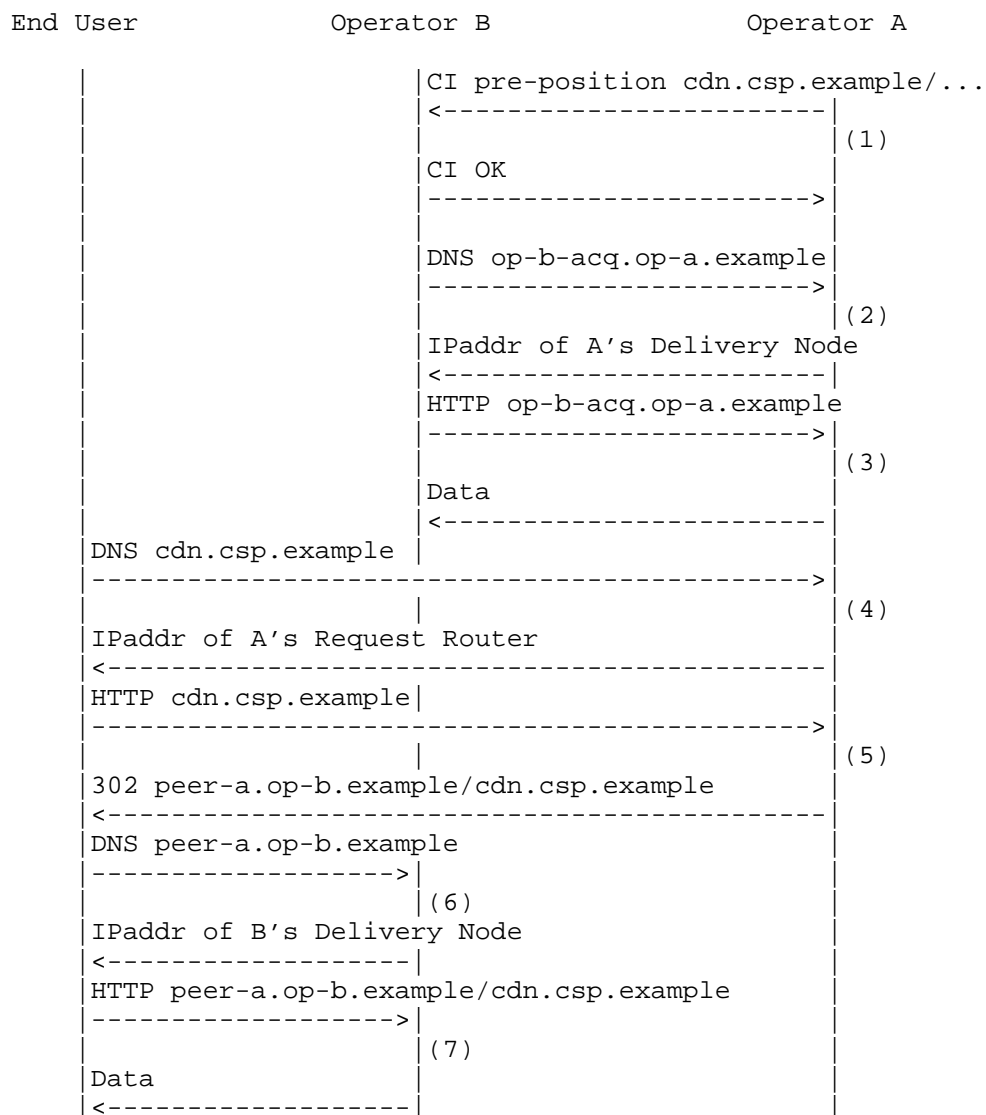 End User Operator B Operator A
CI pre-position cdn.csp.example/...
(1)
CI OK
DNS op-b-acq.op-a.example
(2)
IPaddr of A's Delivery Node
HTTP op-b-acq.op-a.example
(3)
Data
DNS cdn.csp.example
(4)
IPaddr of A's Request Router
HTTP cdn.csp.example
(5)
302 peer-a.op-b.example/cdn.csp.example
DNS peer-a.op-b.example
(6)
IPaddr of B's Delivery Node
HTTP peer-a.op-b.example/cdn.csp.example
(7)
Data